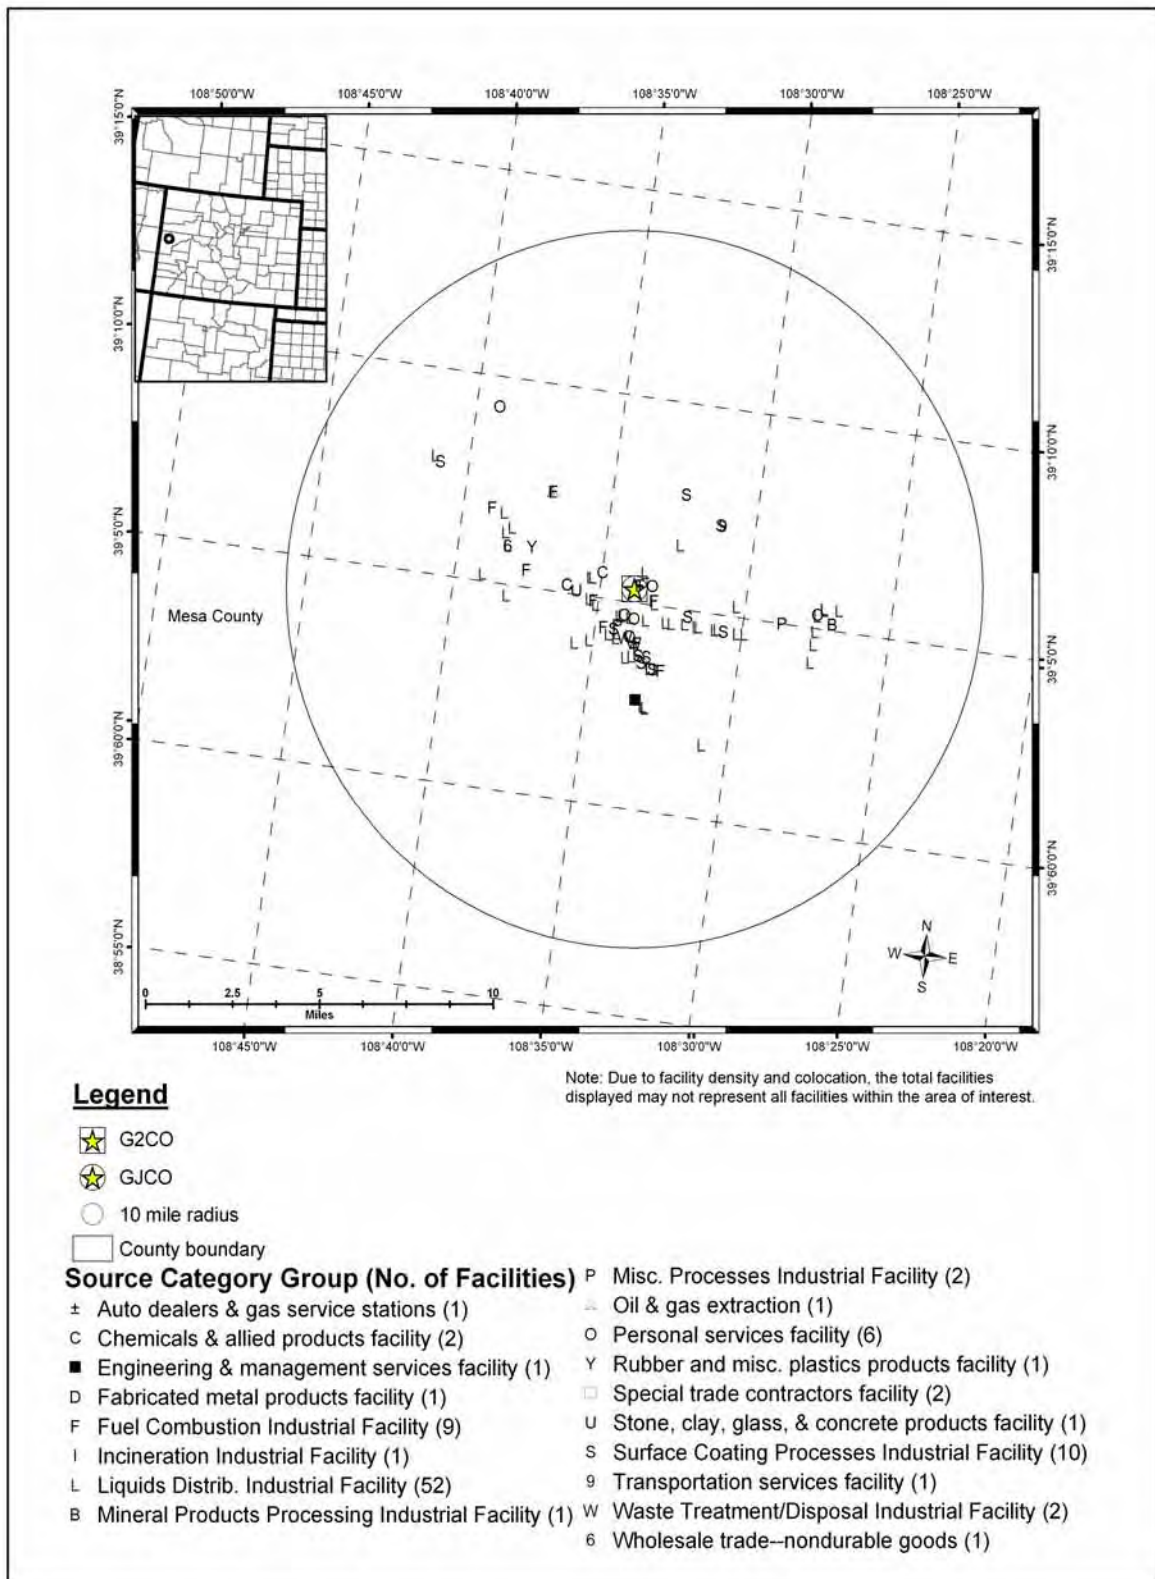 108°50'0"W 108°45'0"W 108°40'0"W 108°35'0"W 108°30'0"W 108°25'0"W
39°15'0"N
39°15'0"N
39°10'0"N
39°10'0"N
39°5'0"N
39°5'0"N
39°0'0"N
39°60'0"N
38°55'0"N
O
L S
E S
F L
S
L
L
6 Y L
F
L C C
U
L
Mesa County
P
B
W
L
N
W E
S
0 2.5 5 10
Miles
108°45'0"W 108°40'0"W 108°35'0"W 108°30'0"W 108°25'0"W 108°20'0"W
Note: Due to facility density and colocation, the total facilities
displayed may not represent all facilities within the area of interest.
Legend
G2CO
GJCO
10 mile radius
County boundary
Source Category Group (No. of Facilities)
± Auto dealers & gas service stations (1)
C Chemicals & allied products facility (2)
■ Engineering & management services facility (1)
D Fabricated metal products facility (1)
F Fuel Combustion Industrial Facility (9)
I Incineration Industrial Facility (1)
L Liquids Distrib. Industrial Facility (52)
B Mineral Products Processing Industrial Facility (1)
P Misc. Processes Industrial Facility (2)
Oil & gas extraction (1)
O Personal services facility (6)
Y Rubber and misc. plastics products facility (1)
Special trade contractors facility (2)
U Stone, clay, glass, & concrete products facility (1)
S Surface Coating Processes Industrial Facility (10)
9 Transportation services facility (1)
W Waste Treatment/Disposal Industrial Facility (2)
6 Wholesale trade--nondurable goods (1)